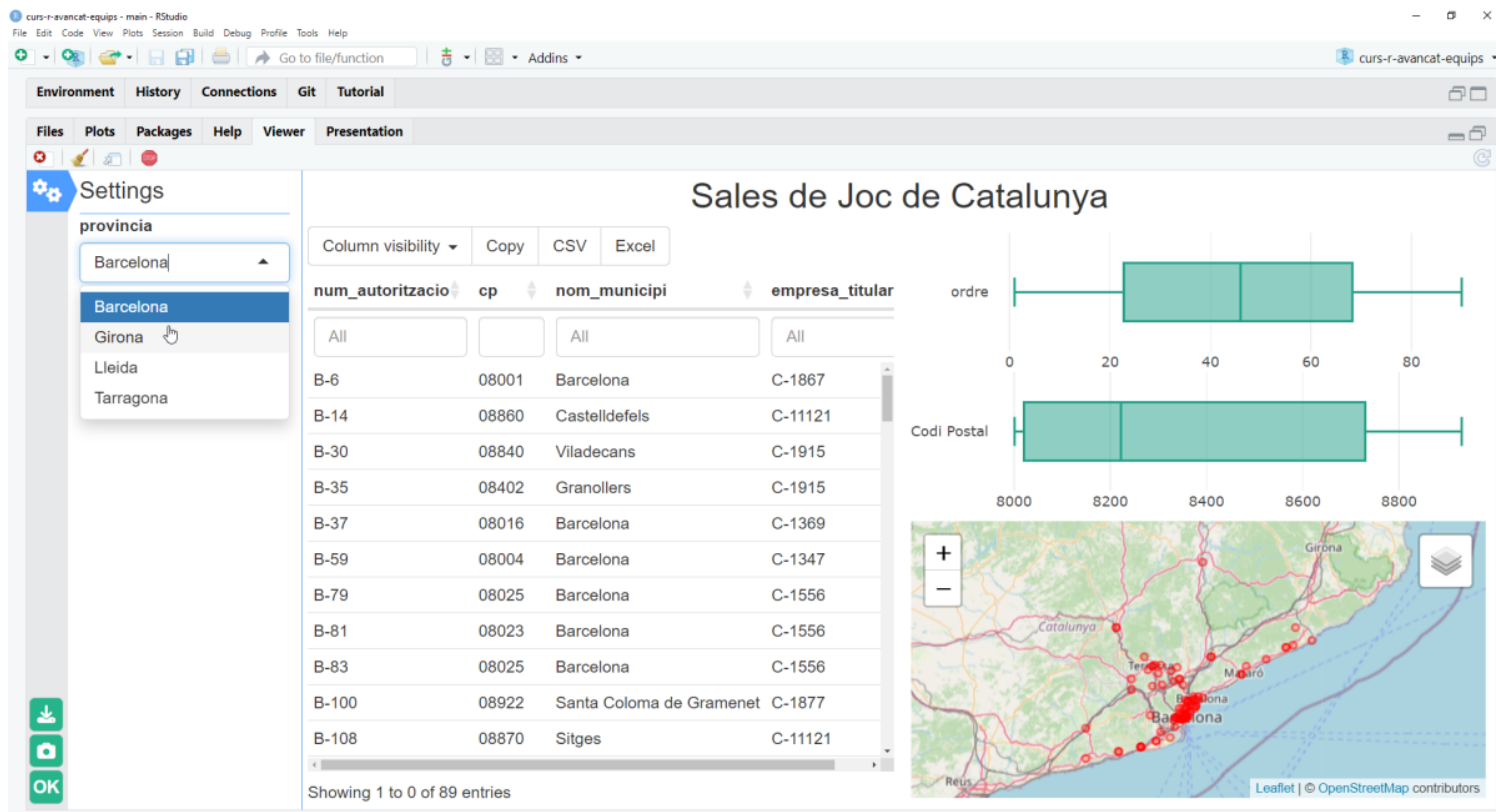 curs-r-avancat-equips - main - RStudio
File Edit Code View Plots Session Build Debug Profile Tools Help
Go to file/function Addins curs-r-avancat-equips
Environment History Connections Git Tutorial
Files Plots Packages Help Viewer Presentation
STOP
Settings
provincia
Barcelona
Barcelona
Girona
Lleida
Tarragona
OK
Sales de Joc de Catalunya
Column visibility Copy CSV Excel
num_autoritzacio cp nom_municipi empresa_titular
All All All
B-6 08001 Barcelona C-1867
B-14 08860 Castelldefels C-11121
B-30 08840 Viladecans C-1915
B-35 08402 Granollers C-1915
B-37 08016 Barcelona C-1369
B-59 08004 Barcelona C-1347
B-79 08025 Barcelona C-1556
B-81 08023 Barcelona C-1556
B-83 08025 Barcelona C-1556
B-100 08922 Santa Coloma de Gramenet C-1877
B-108 08870 Sitges C-11121
Showing 1 to 0 of 89 entries
ordre
0 20 40 60 80
Codi Postal
8000 8200 8400 8600 8800
+
−
Girona
Catalunya
Mataró
Barcelona
Reus
Leaflet | © OpenStreetMap contributors